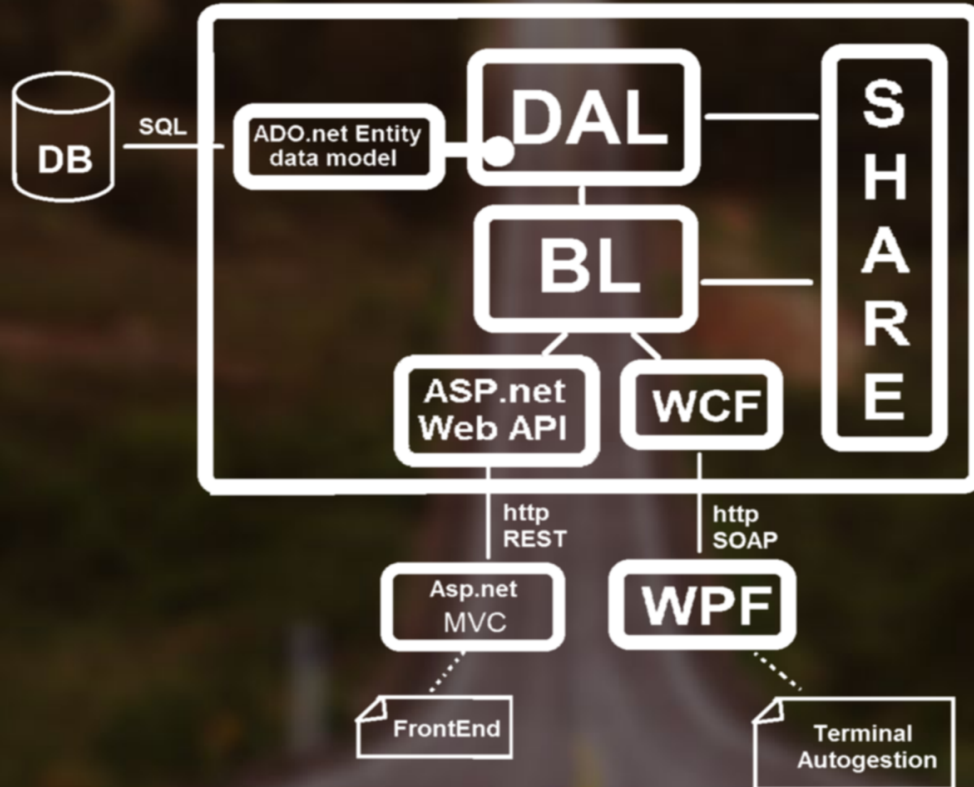 DB
SQL
ADO.net Entity
data model
DAL
BL
ASP.net
Web API
WCF
S
H
A
R
E
http
REST
http
SOAP
Asp.net
MVC
WPF
FrontEnd
Terminal
Autogestion